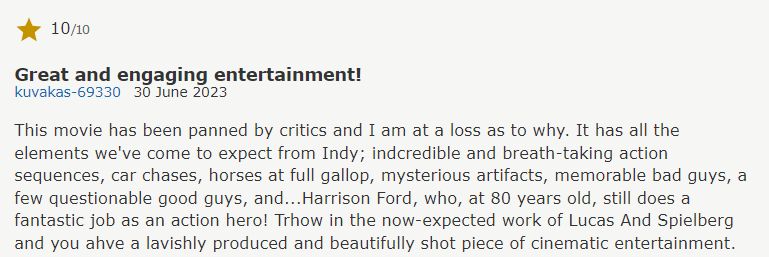 10/10
Great and engaging entertainment!
kuvakas-69330 30 June 2023
This movie has been panned by critics and I am at a loss as to why. It has all the
elements we've come to expect from Indy; indcredible and breath-taking action
sequences, car chases, horses at full gallop, mysterious artifacts, memorable bad guys, a
few questionable good guys, and...Harrison Ford, who, at 80 years old, still does a
fantastic job as an action hero! Trhow in the now-expected work of Lucas And Spielberg
and you ahve a lavishly produced and beautifully shot piece of cinematic entertainment.